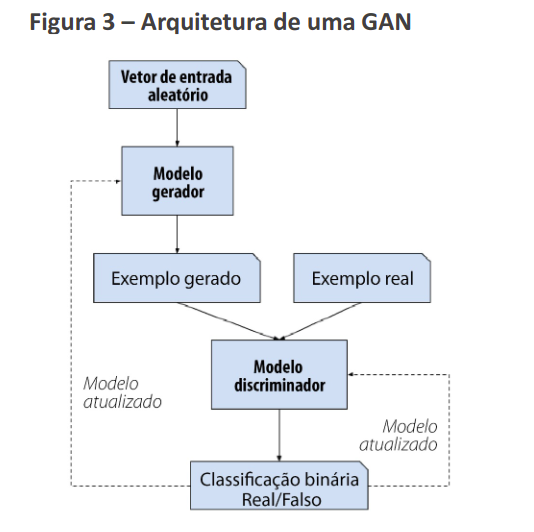 Figura 3 – Arquitetura de uma GAN
Vetor de entrada
aleatório
Modelo
gerador
Exemplo gerado
Exemplo real
Modelo
discriminador
Modelo
atualizado
Modelo
atualizado
Classificação binária
Real/Falso